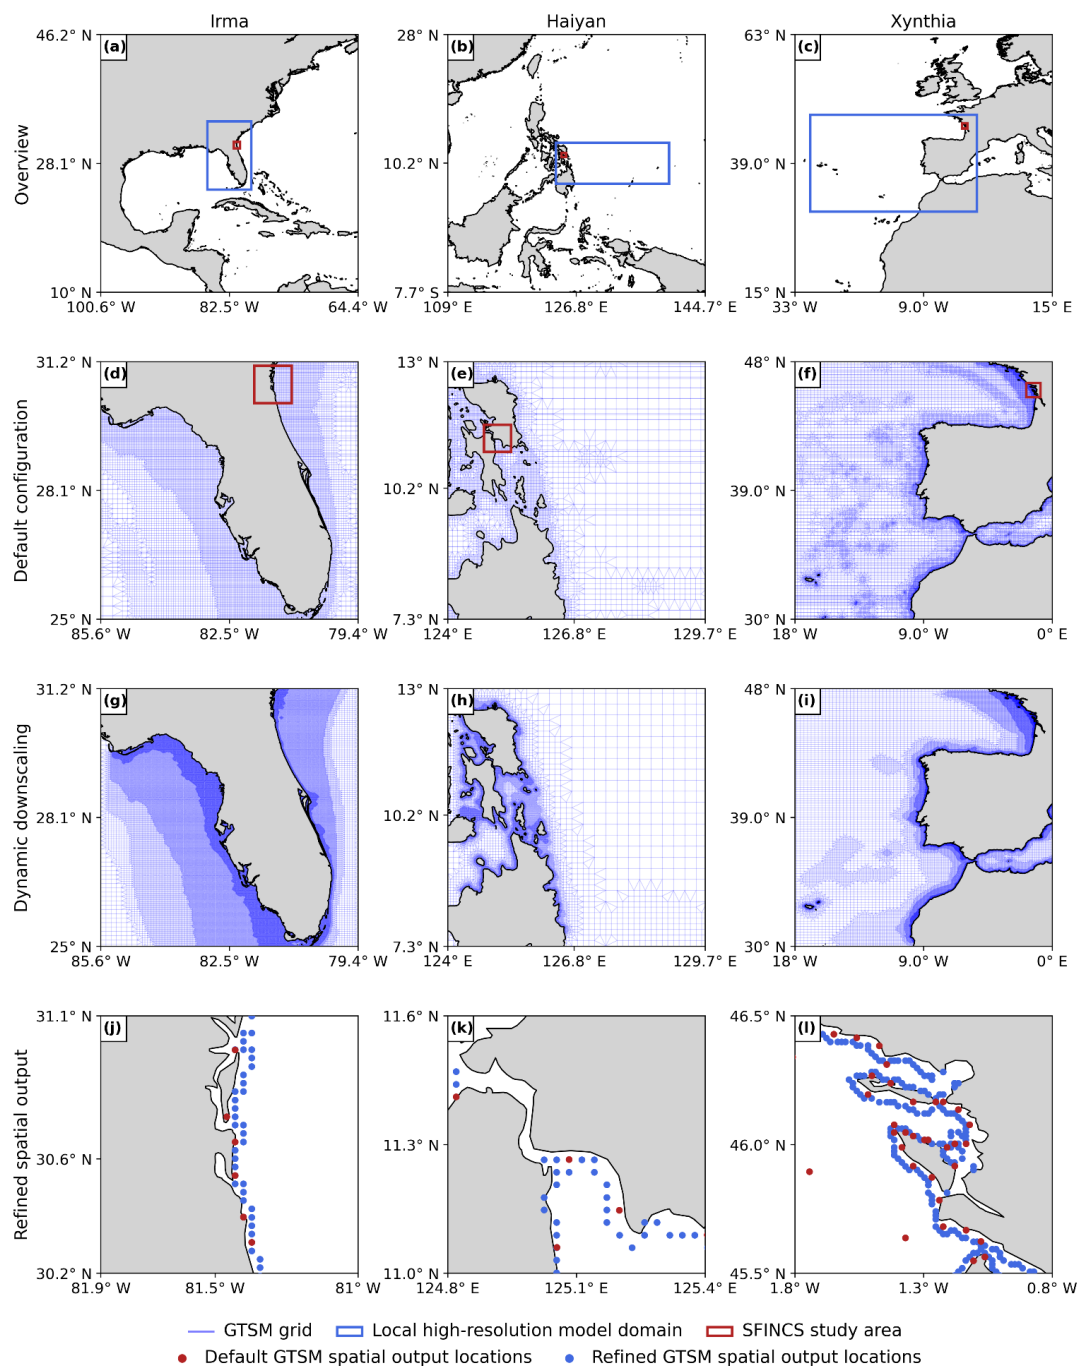 Irma Haiyan Xynthia
Overview
(a) (b) (c)
46.2° N 28° N 63° N
28.1° N 10.2° N 39.0° N
10° N 7.7° S 15° N
100.6° W 82.5° W 64.4° W 109° E 126.8° E 144.7° E 33° W 9.0° W 15° E
Default configuration
(d) (e) (f)
31.2° N 13° N 48° N
28.1° N 10.2° N 39.0° N
25° N 7.3° N 30° N
85.6° W 82.5° W 79.4° W 124° E 126.8° E 129.7° E 18° W 9.0° W 0° E
Dynamic downscaling
(g) (h) (i)
31.2° N 13° N 48° N
28.1° N 10.2° N 39.0° N
25° N 7.3° N 30° N
85.6° W 82.5° W 79.4° W 124° E 126.8° E 129.7° E 18° W 9.0° W 0° E
Refined spatial output
(j) (k) (l)
31.1° N 11.6° N 46.5° N
30.6° N 11.3° N 46.0° N
30.2° N 11.0° N 45.5° N
81.9° W 81.5° W 81° W 124.8° E 125.1° E 125.4° E 1.8° W 1.3° W 0.8° W
GTSM grid Local high-resolution model domain SFINCS study area
Default GTSM spatial output locations Refined GTSM spatial output locations